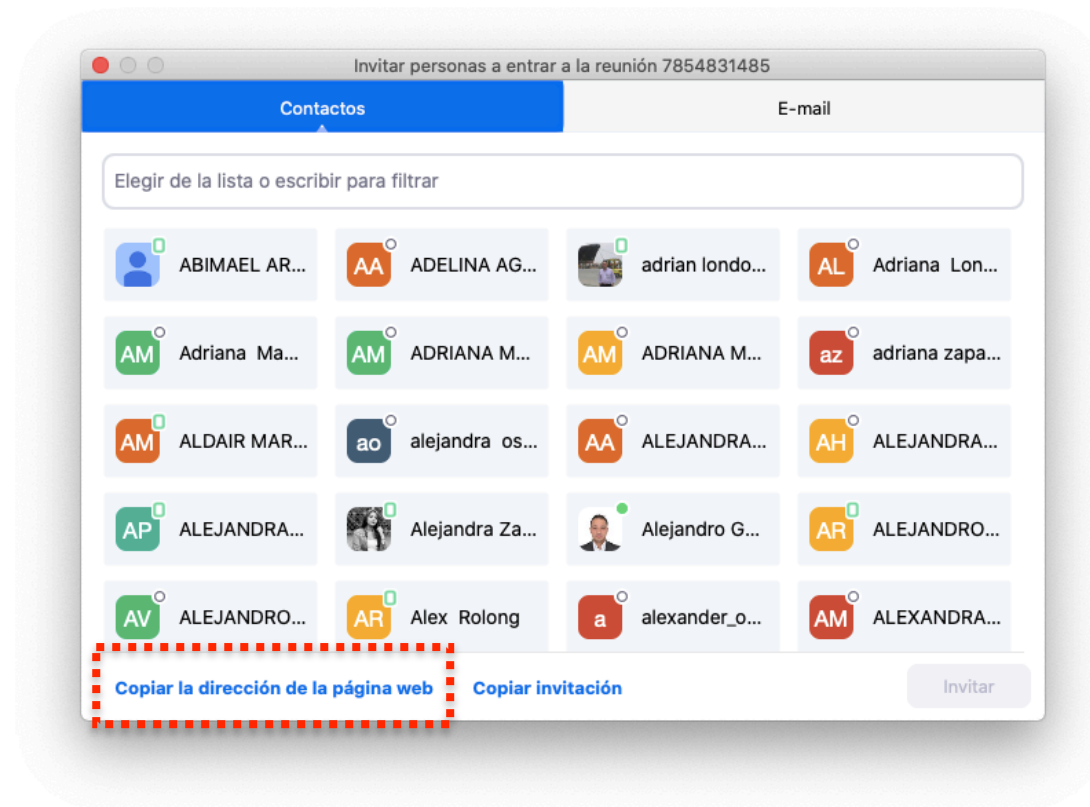 Invitar personas a entrar a la reunión 7854831485
Contactos
E-mail
Elegir de la lista o escribir para filtrar
ABIMAEL AR...
AA ADELINA AG...
adrian londo...
AL Adriana Lon...
AM Adriana Ma...
AM ADRIANA M...
AM ADRIANA M...
az adriana zapa...
AM ALDAIR MAR...
ao alejandra os...
AA ALEJANDRA...
AH ALEJANDRA...
AP ALEJANDRA...
Alejandra Za...
Alejandro G...
AR ALEJANDRO...
AV ALEJANDRO...
AR Alex Rolong
a alexander_o...
AM ALEXANDRA...
Copiar la dirección de la página web
Copiar invitación
Invitar